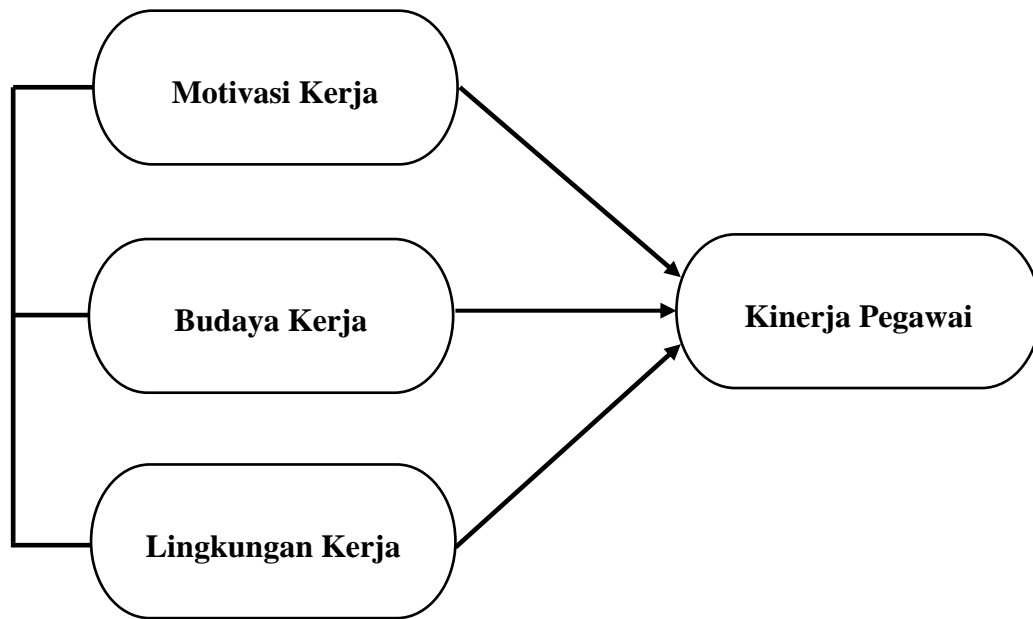 Motivasi Kerja
Budaya Kerja
Kinerja Pegawai
Lingkungan Kerja